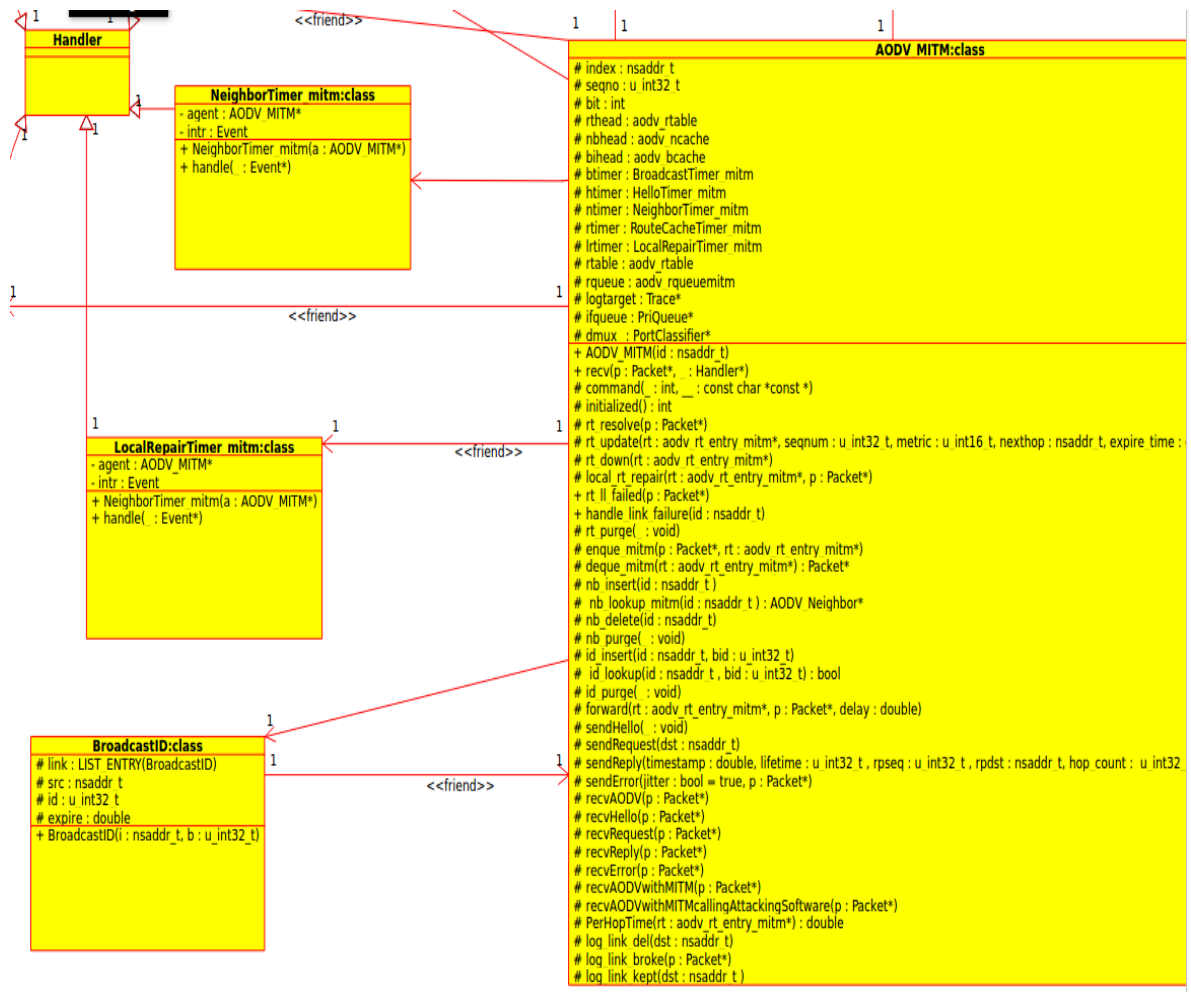 1
1
<<friend>>
1
1
1
Handler
1
1
1
NeighborTimer_mitm:class
- agent : AODV_MITM*
- intr : Event
+ NeighborTimer_mitm(a : AODV_MITM*)
+ handle(_ : Event*)
1
1
<<friend>>
1
1
1
<<friend>>
LocalRepairTimer_mitm:class
- agent : AODV_MITM*
- intr : Event
+ NeighborTimer_mitm(a : AODV_MITM*)
+ handle(_ : Event*)
1
BroadcastID:class
# link : LIST_ENTRY(BroadcastID)
# src : nsaddr_t
# id : u_int32_t
# expire : double
+ BroadcastID(i : nsaddr_t, b : u_int32_t)
1
1
<<friend>>
AODV_MITM:class
# index : nsaddr_t
# seqno : u_int32_t
# bit : int
# rthead : aodv_rtable
# nbhead : aodv_ncache
# bihead : aodv_bcache
# btimer : BroadcastTimer_mitm
# htimer : HelloTimer_mitm
# ntimer : NeighborTimer_mitm
# rtimer : RouteCacheTimer_mitm
# lrtimer : LocalRepairTimer_mitm
# rtable : aodv_rtable
# rqueue : aodv_rqueuemitm
# logtarget : Trace*
# ifqueue : PriQueue*
# dmux_ : PortClassifier*
+ AODV_MITM(id : nsaddr_t)
+ recv(p : Packet*, _ : Handler*)
# command(_ : int, __ : const char *const *)
# initialized() : int
# rt_resolve(p : Packet*)
# rt_update(rt : aodv_rt_entry_mitm*, seqnum : u_int32_t, metric : u_int16_t, nexthop : nsaddr_t, expire_time :
# rt_down(rt : aodv_rt_entry_mitm*)
# local_rt_repair(rt : aodv_rt_entry_mitm*, p : Packet*)
+ rt_ll_failed(p : Packet*)
+ handle_link_failure(id : nsaddr_t)
# rt_purge(_ : void)
# enque_mitm(p : Packet*, rt : aodv_rt_entry_mitm*)
# deque_mitm(rt : aodv_rt_entry_mitm*) : Packet*
# nb_insert(id : nsaddr_t )
# nb_lookup_mitm(id : nsaddr_t ) : AODV_Neighbor*
# nb_delete(id : nsaddr_t)
# nb_purge(_ : void)
# id_insert(id : nsaddr_t, bid : u_int32_t)
# id_lookup(id : nsaddr_t , bid : u_int32_t) : bool
# id_purge(_ : void)
# forward(rt : aodv_rt_entry_mitm*, p : Packet*, delay : double)
# sendHello(_ : void)
# sendRequest(dst : nsaddr_t)
# sendReply(timestamp : double, lifetime : u_int32_t , rpseq : u_int32_t , rpdst : nsaddr_t, hop_count : u_int32_
# sendError(jitter : bool = true, p : Packet*)
# recvAODV(p : Packet*)
# recvHello(p : Packet*)
# recvRequest(p : Packet*)
# recvReply(p : Packet*)
# recvError(p : Packet*)
# recvAODVwithMITM(p : Packet*)
# recvAODVwithMITMcallingAttackingSoftware(p : Packet*)
# PerHopTime(rt : aodv_rt_entry_mitm*) : double
# log_link_del(dst : nsaddr_t)
# log_link_broke(p : Packet*)
# log_link_kept(dst : nsaddr_t )